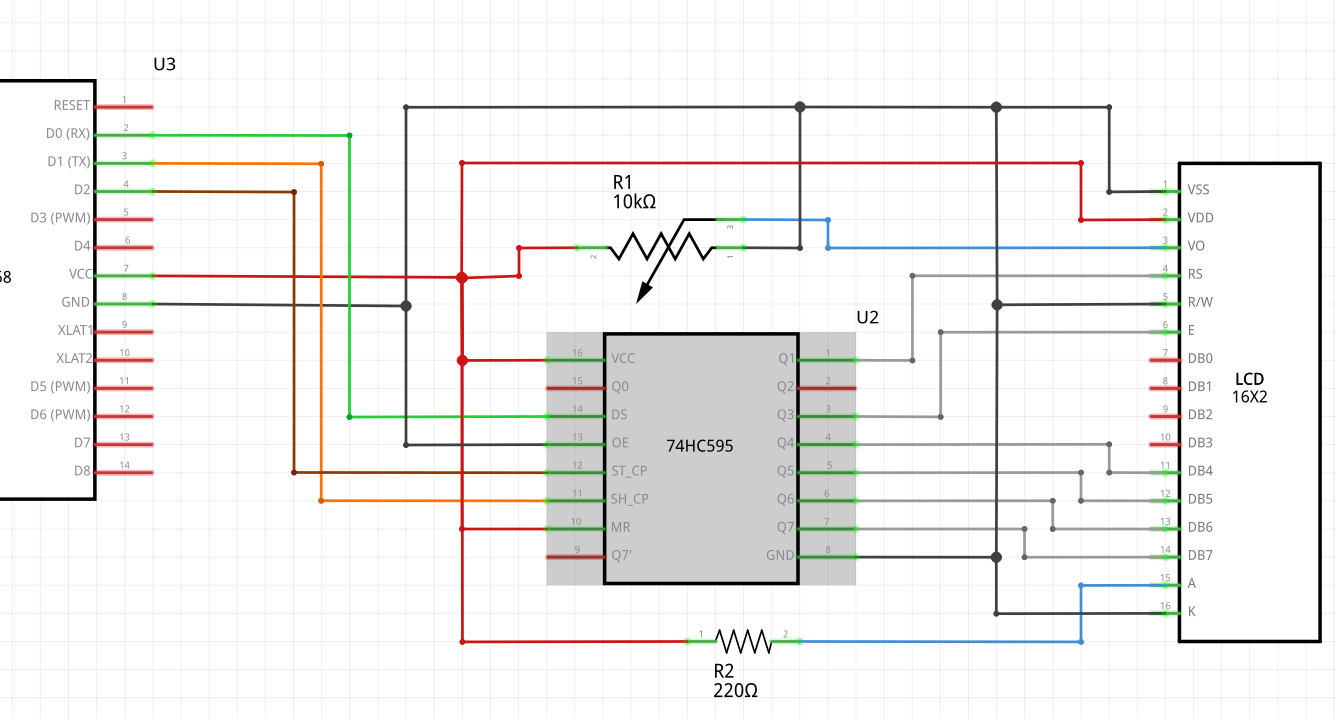 U3
RESET 1
D0 (RX) 2
D1 (TX) 3
D2 4
D3 (PWM) 5
D4 6
VCC 7
GND 8
XLAT1 9
XLAT2 10
D5 (PWM) 11
D6 (PWM) 12
D7 13
D8 14
58
R1
10kΩ
3
2
1
U2
16 VCC
15 Q0
14 DS
13 OE
12 ST_CP
11 SH_CP
10 MR
9 Q7'
74HC595
Q1 1
Q2 2
Q3 3
Q4 4
Q5 5
Q6 6
Q7 7
GND 8
1 2
R2
220Ω
1 VSS
2 VDD
3 VO
4 RS
5 R/W
6 E
7 DB0
8 DB1
9 DB2
10 DB3
11 DB4
12 DB5
13 DB6
14 DB7
15 A
16 K
LCD
16X2